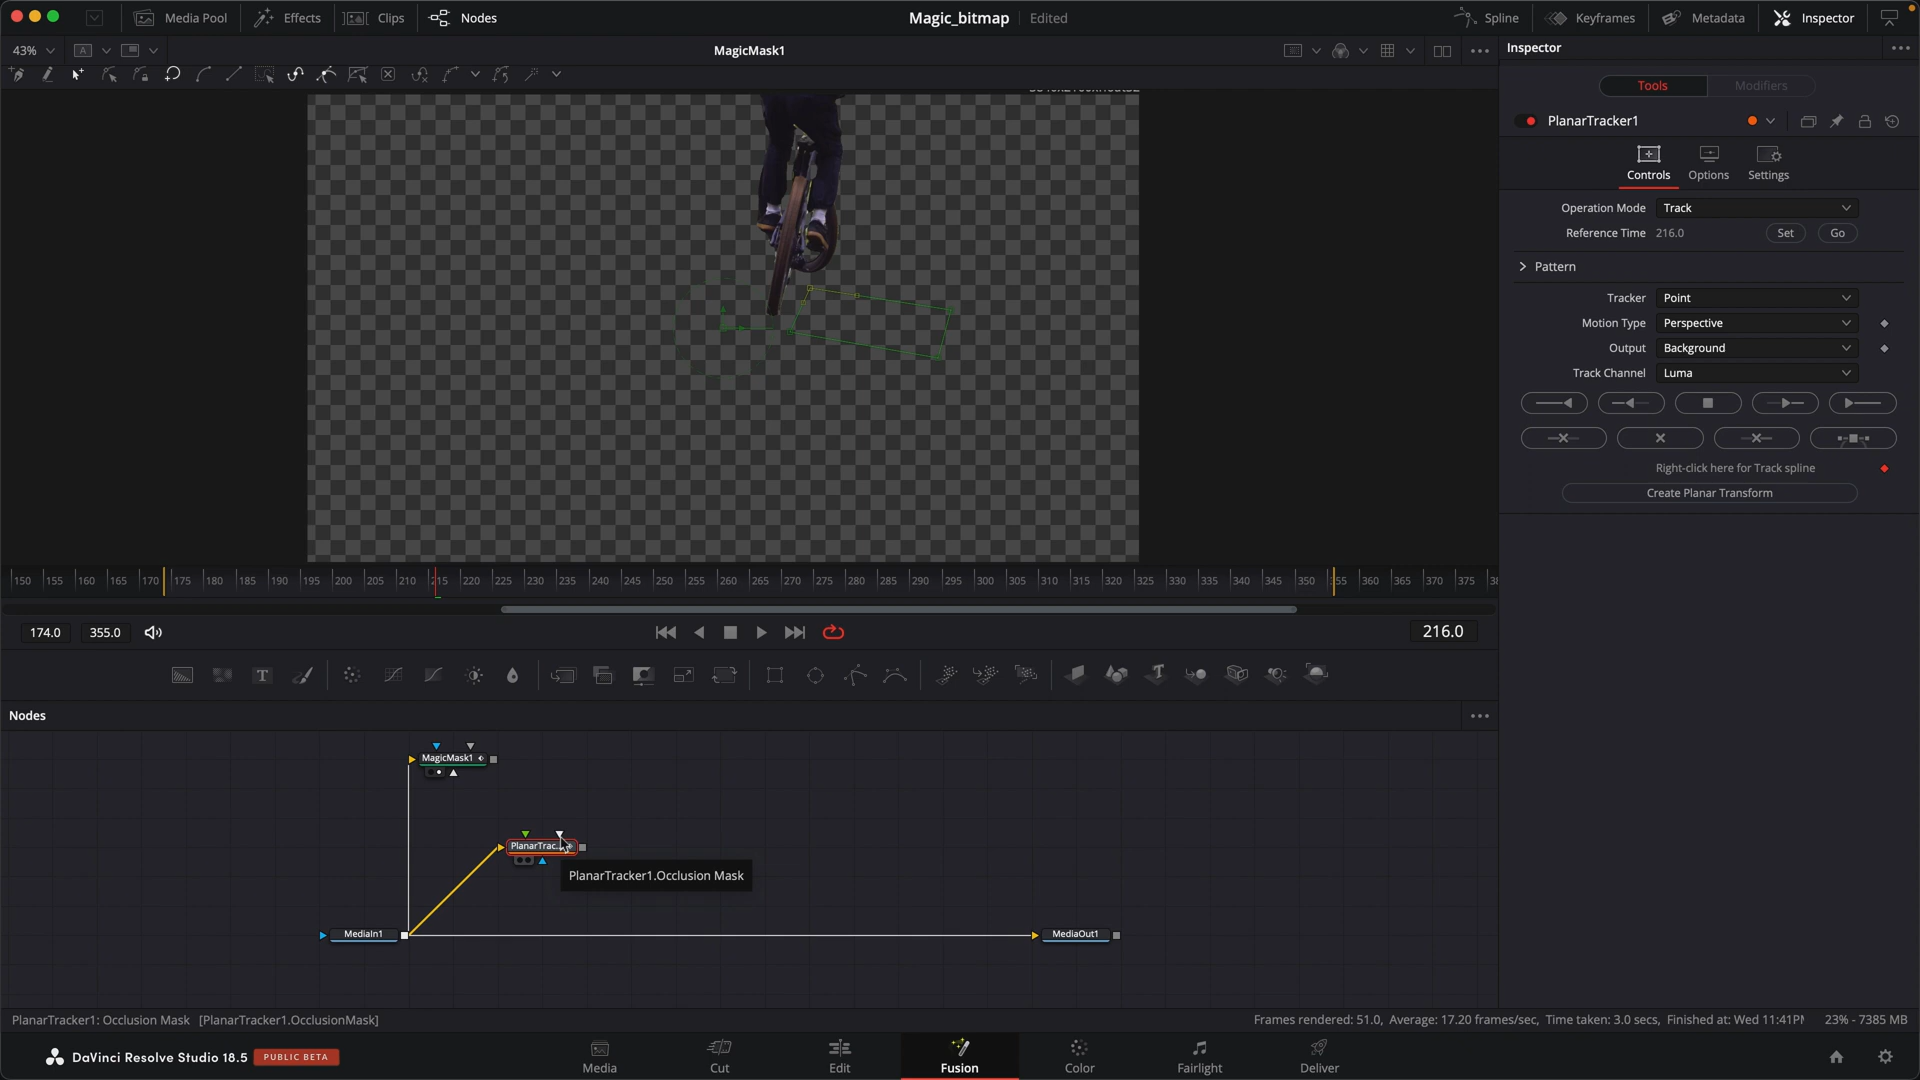 Media Pool
Effects
Clips
Nodes
Magic_bitmap
Edited
Spline
Keyframes
Metadata
Inspector
43%
A
MagicMask1
Inspector
Tools
Modifiers
PlanarTracker1
Controls
Options
Settings
Operation Mode
Track
Reference Time
216.0
Set
Go
Pattern
Tracker
Point
Motion Type
Perspective
Output
Background
Track Channel
Luma
Right-click here for Track spline
Create Planar Transform
150 155 160 165 170 175 180 185 190 195 200 205 210 215 220 225 230 235 240 245 250 255 260 265 270 275 280 285 290 295 300 305 310 315 320 325 330 335 340 345 350 55 360 365 370 375
174.0
355.0
216.0
Nodes
MagicMask1
PlanarTrac...
PlanarTracker1.Occlusion Mask
MediaIn1
MediaOut1
PlanarTracker1: Occlusion Mask [PlanarTracker1.OcclusionMask]
Frames rendered: 51.0, Average: 17.20 frames/sec, Time taken: 3.0 secs, Finished at: Wed 11:41P
23% - 7385 MB
DaVinci Resolve Studio 18.5
PUBLIC BETA
Media
Cut
Edit
Fusion
Color
Fairlight
Deliver